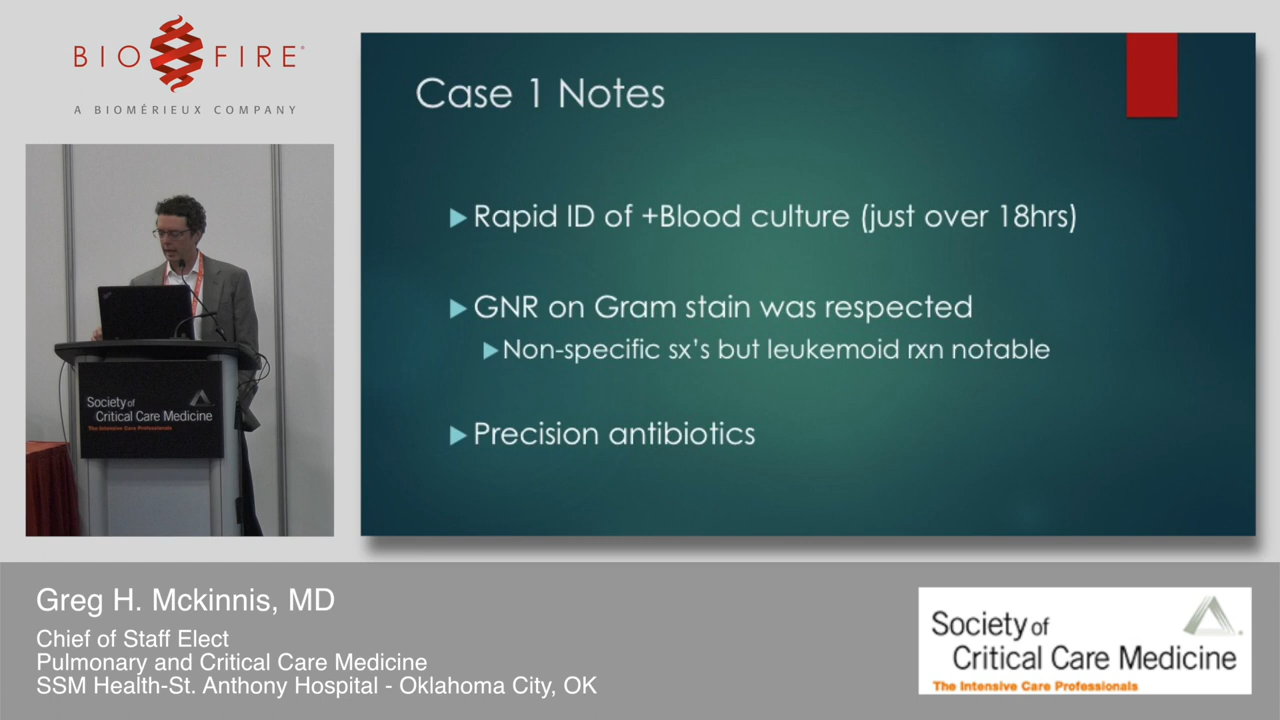 BIO FIRE
A BIOMÉRIEUX COMPANY
Case 1 Notes
Rapid ID of +Blood culture (just over 18hrs)
GNR on Gram stain was respected
Non-specific sx's but leukemoid rxn notable
Precision antibiotics
Society of
Critical Care Medicine
The Intensive Care Professionals
Greg H. Mckinnis, MD
Chief of Staff Elect
Pulmonary and Critical Care Medicine
SSM Health-St. Anthony Hospital - Oklahoma City, OK
Society of
Critical Care Medicine
The Intensive Care Professionals